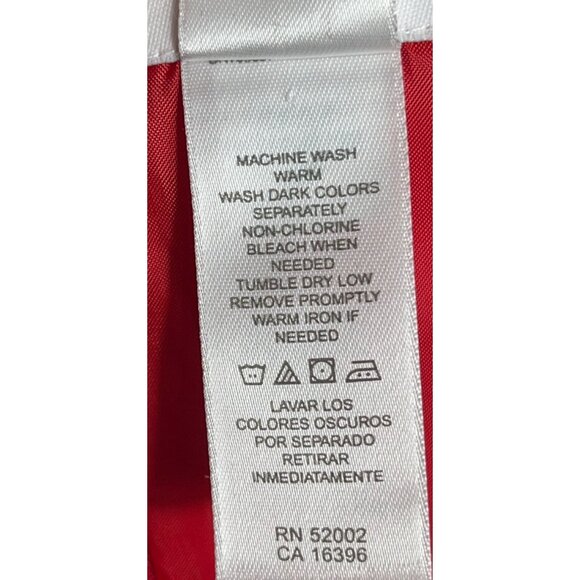 MACHINE WASH
WARM
WASH DARK COLORS
SEPARATELY
NON-CHLORINE
BLEACH WHEN
NEEDED
TUMBLE DRY LOW
REMOVE PROMPTLY
WARM IRON IF
NEEDED
LAVAR LOS
COLORES OSCUROS
POR SEPARADO
RETIRAR
INMEDIATAMENTE
RN 52002
CA 16396